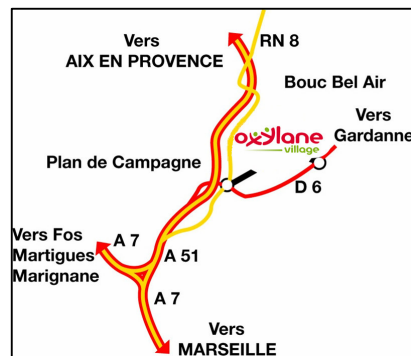 Vers
AIX EN PROVENCE
RN 8
Bouc Bel Air
Vers
Gardanne
oxylane
village
Plan de Campagne
D 6
Vers Fos
Martigues
Marignane
A 7
A 51
A 7
Vers
MARSEILLE